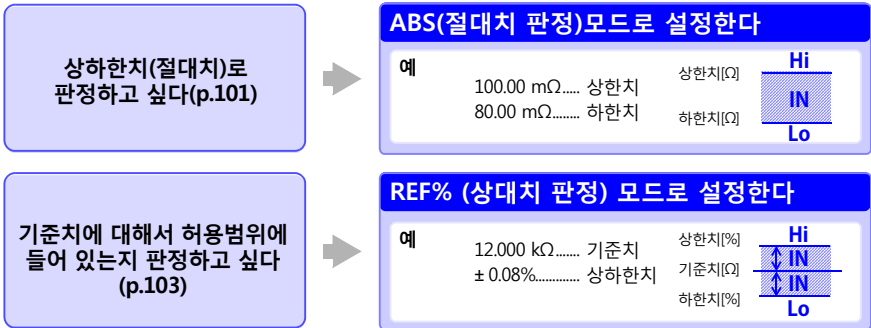 상하한치(절대치)로
판정하고 싶다(p.101)
ABS(절대치 판정)모드로 설정한다
예
100.00 mΩ..... 상한치
80.00 mΩ........ 하한치
상한치[Ω]
하한치[Ω]
Hi
IN
Lo
기준치에 대해서 허용범위에
들어 있는지 판정하고 싶다
(p.103)
REF% (상대치 판정) 모드로 설정한다
예
12.000 kΩ....... 기준치
± 0.08%............. 상하한치
상한치[%]
기준치[Ω]
하한치[%]
Hi
IN
IN
Lo